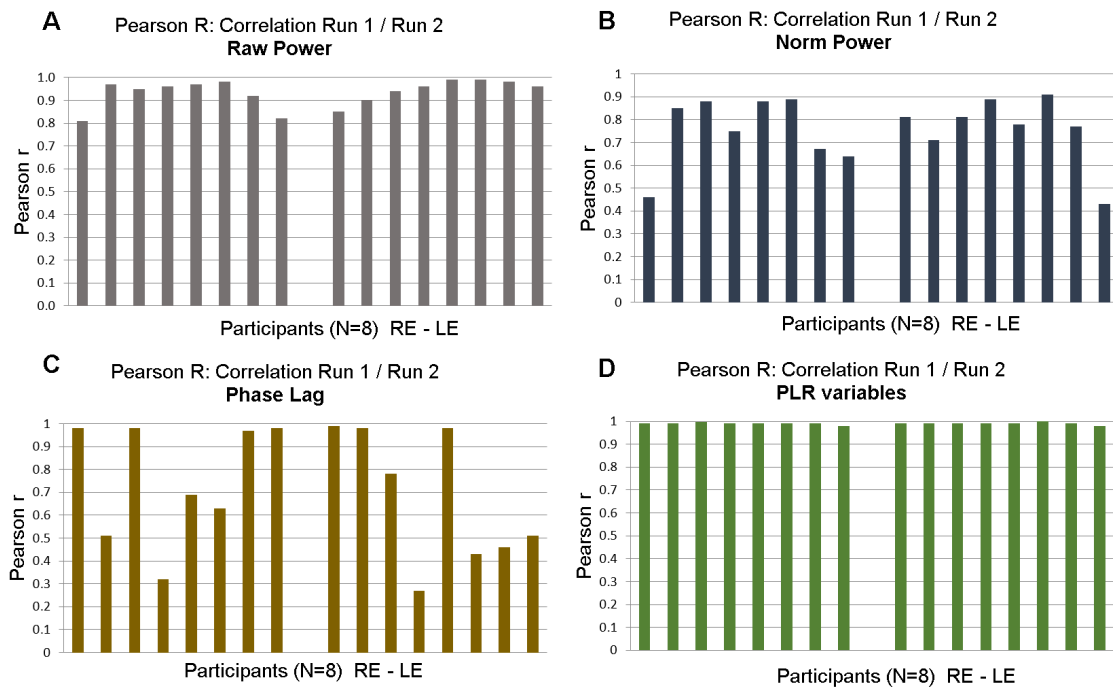 A
Pearson R: Correlation Run 1 / Run 2
Raw Power
1.0
0.9
0.8
0.7
0.6
0.5
0.4
0.3
0.2
0.1
0.0
Pearson r
Participants (N=8) RE - LE
B
Pearson R: Correlation Run 1 / Run 2
Norm Power
1
0.9
0.8
0.7
0.6
0.5
0.4
0.3
0.2
0.1
0
Pearson r
Participants (N=8) RE - LE
C
Pearson R: Correlation Run 1 / Run 2
Phase Lag
1
0.9
0.8
0.7
0.6
0.5
0.4
0.3
0.2
0.1
0
Pearson r
Participants (N=8) RE - LE
D
Pearson R: Correlation Run 1 / Run 2
PLR variables
1
0.9
0.8
0.7
0.6
0.5
0.4
0.3
0.2
0.1
0
Pearson r
Participants (N=8) RE - LE